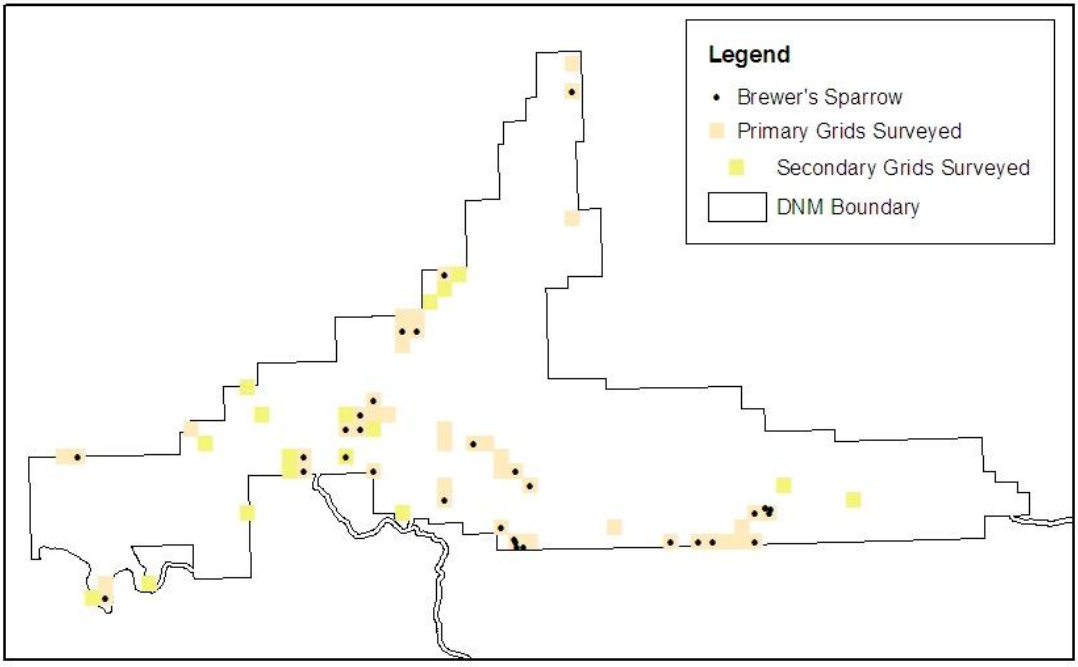 Legend
Brewer's Sparrow
Primary Grids Surveyed
Secondary Grids Surveyed
DNM Boundary